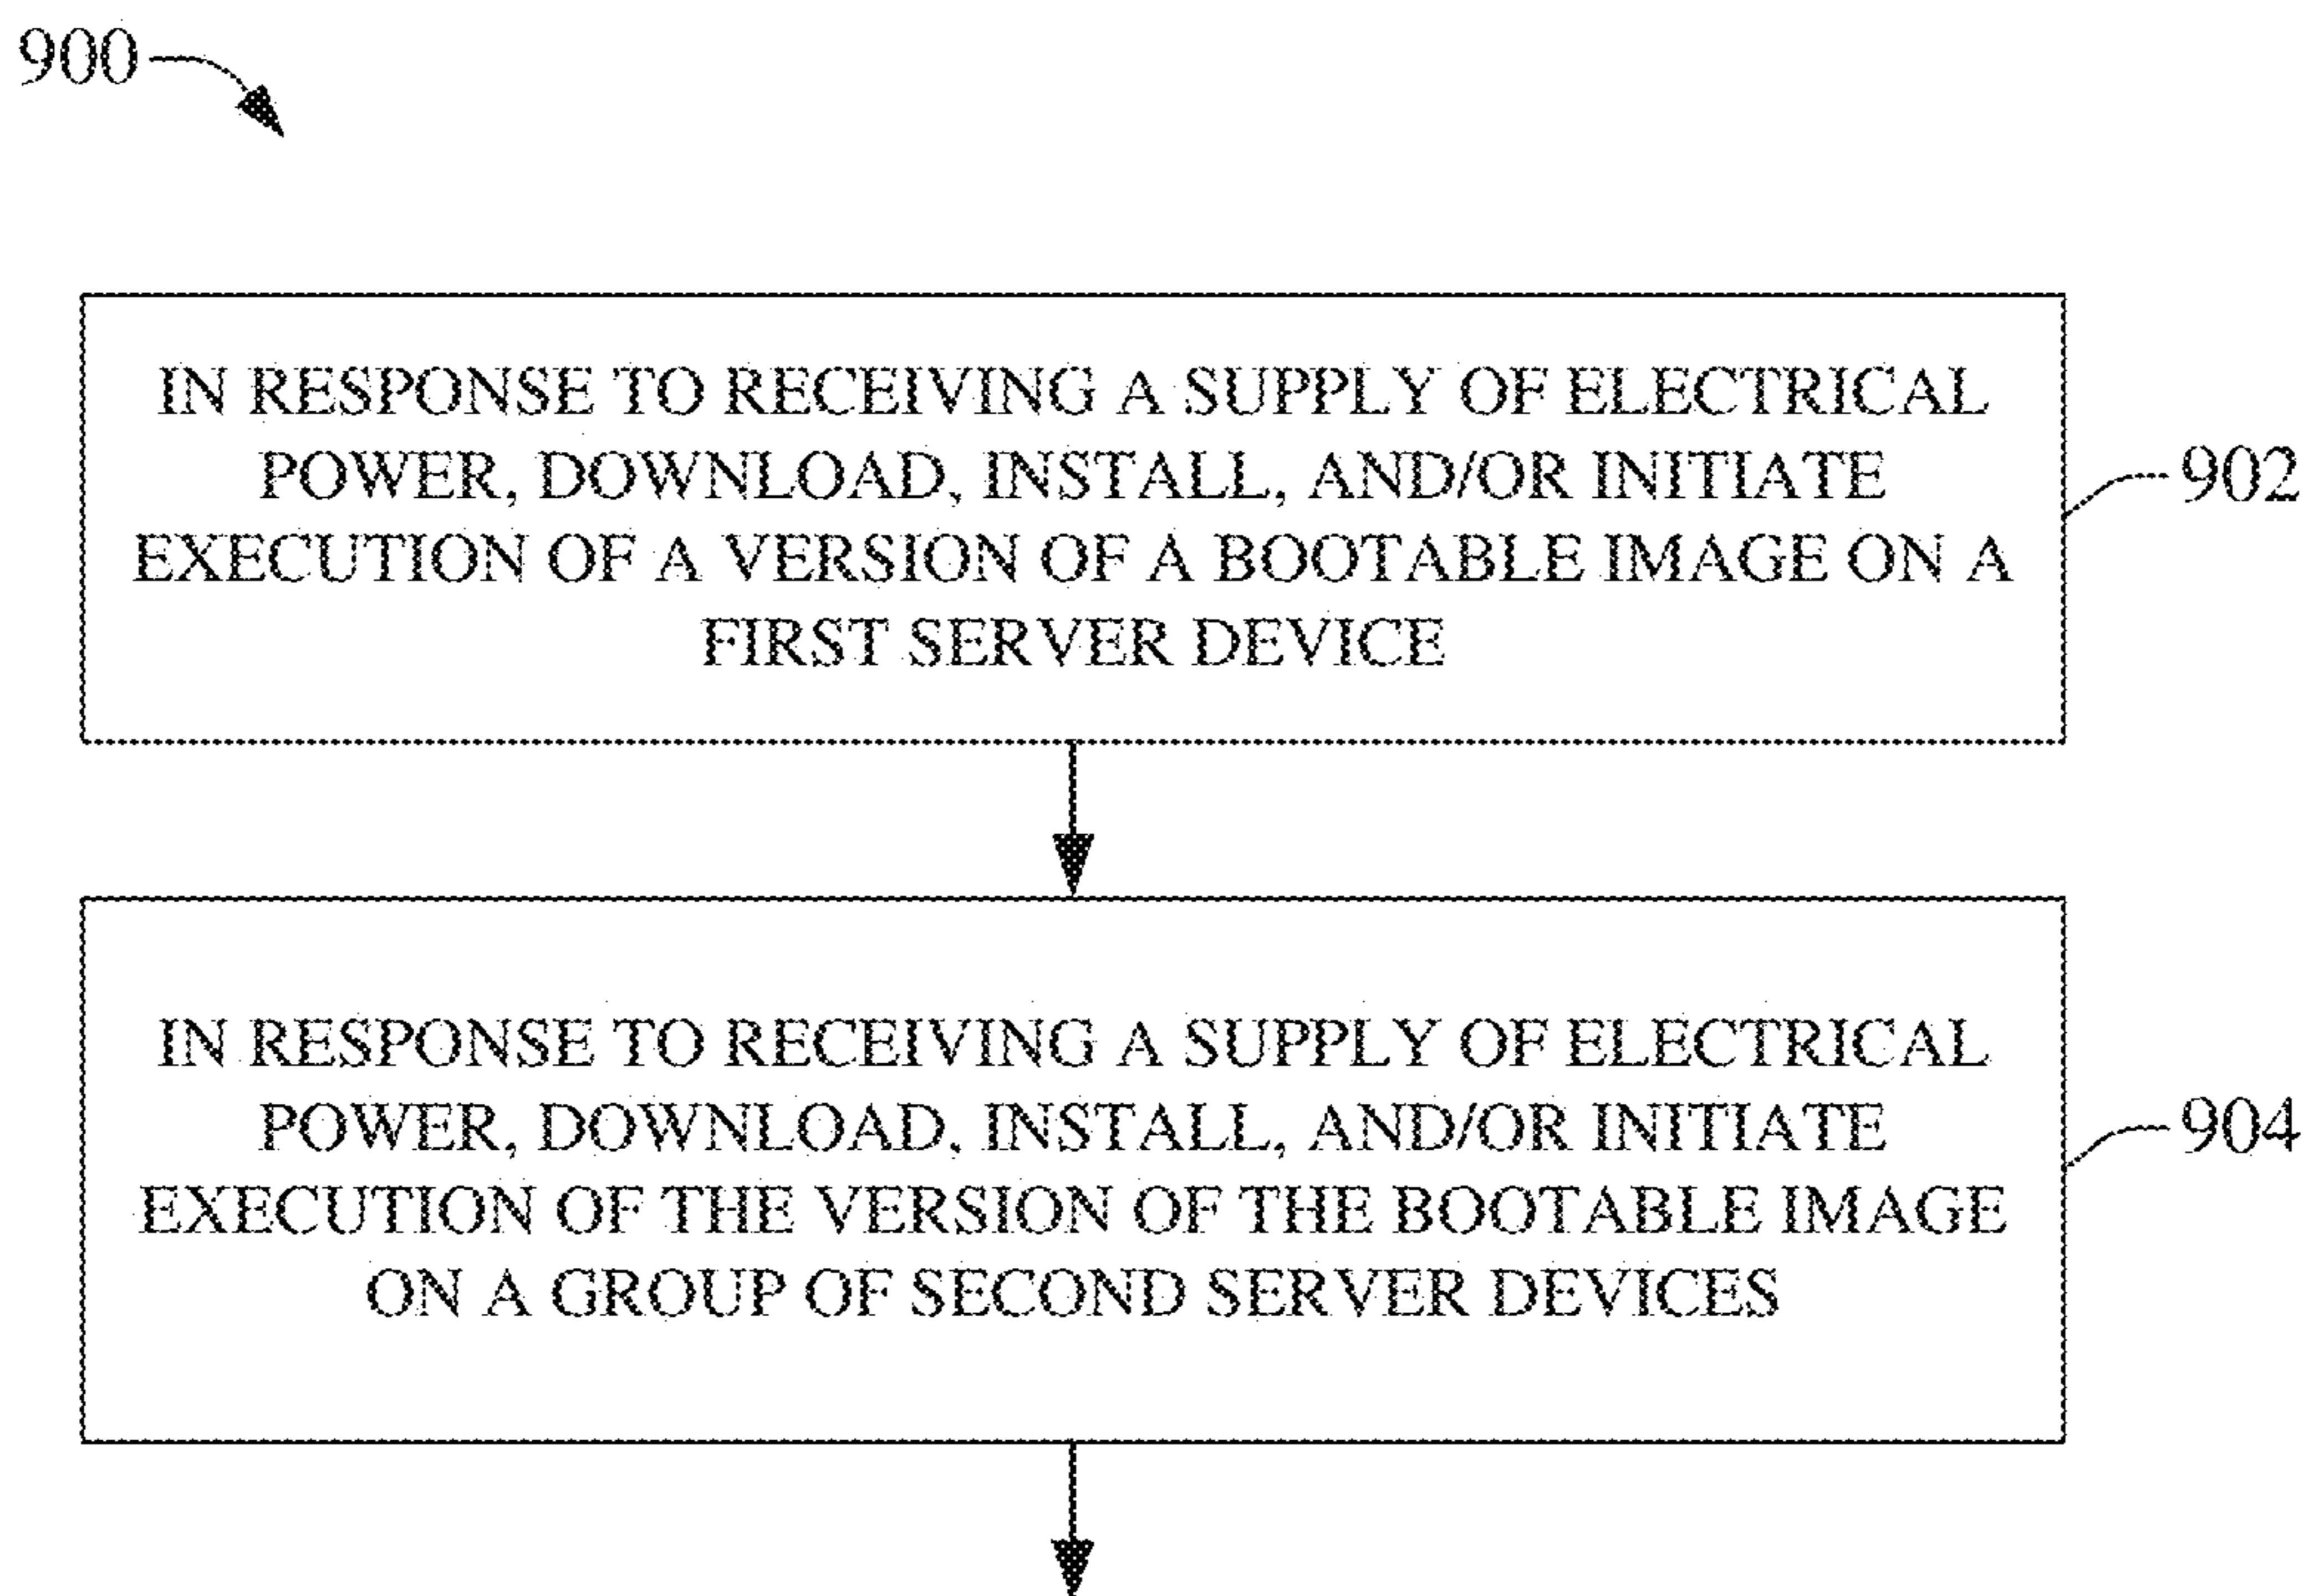 900
IN RESPONSE TO RECEIVING A SUPPLY OF ELECTRICAL
POWER, DOWNLOAD, INSTALL, AND/OR INITIATE
EXECUTION OF A VERSION OF A BOOTABLE IMAGE ON A
FIRST SERVER DEVICE
902
IN RESPONSE TO RECEIVING A SUPPLY OF ELECTRICAL
POWER, DOWNLOAD, INSTALL, AND/OR INITIATE
EXECUTION OF THE VERSION OF THE BOOTABLE IMAGE
ON A GROUP OF SECOND SERVER DEVICES
904